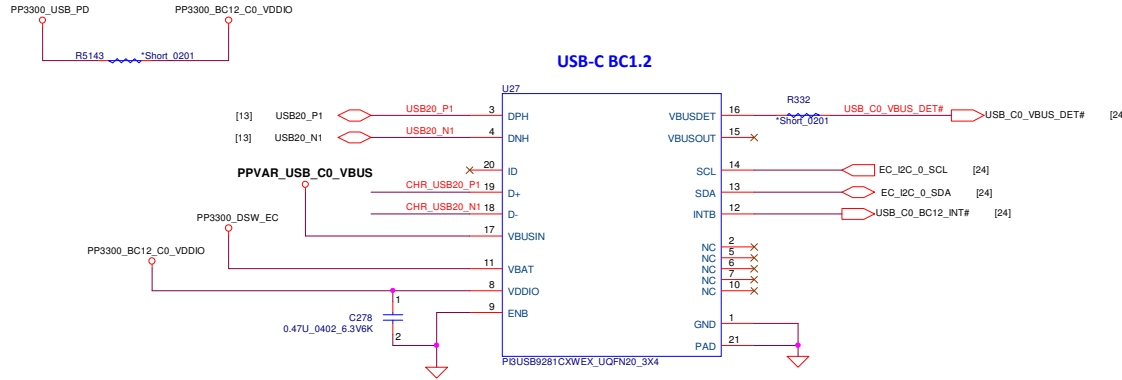 PP3300_USB_PD
PP3300_BC12_C0_VDDIO
R5143
*Short_0201
USB-C BC1.2
U27
[13]
USB20_P1
USB20_P1
3
DPH
[13]
USB20_N1
USB20_N1
4
DNH
20
ID
PPVAR_USB_C0_VBUS
CHR_USB20_P1
19
D+
CHR_USB20_N1
18
D-
PP3300_DSW_EC
17
VBUSIN
PP3300_BC12_C0_VDDIO
11
VBAT
8
VDDIO
1
9
ENB
C278
0.47U_0402_6.3V6K
2
VBUSDET
16
R332
*Short_0201
USB_C0_VBUS_DET#
USB_C0_VBUS_DET#
[24
VBUSOUT
15
SCL
14
EC_I2C_0_SCL
[24]
SDA
13
EC_I2C_0_SDA
[24]
INTB
12
USB_C0_BC12_INT#
[24]
NC
2
NC
5
NC
6
NC
7
NC
10
GND
1
PAD
21
PI3USB9281CXWEX_UQFN20_3X4